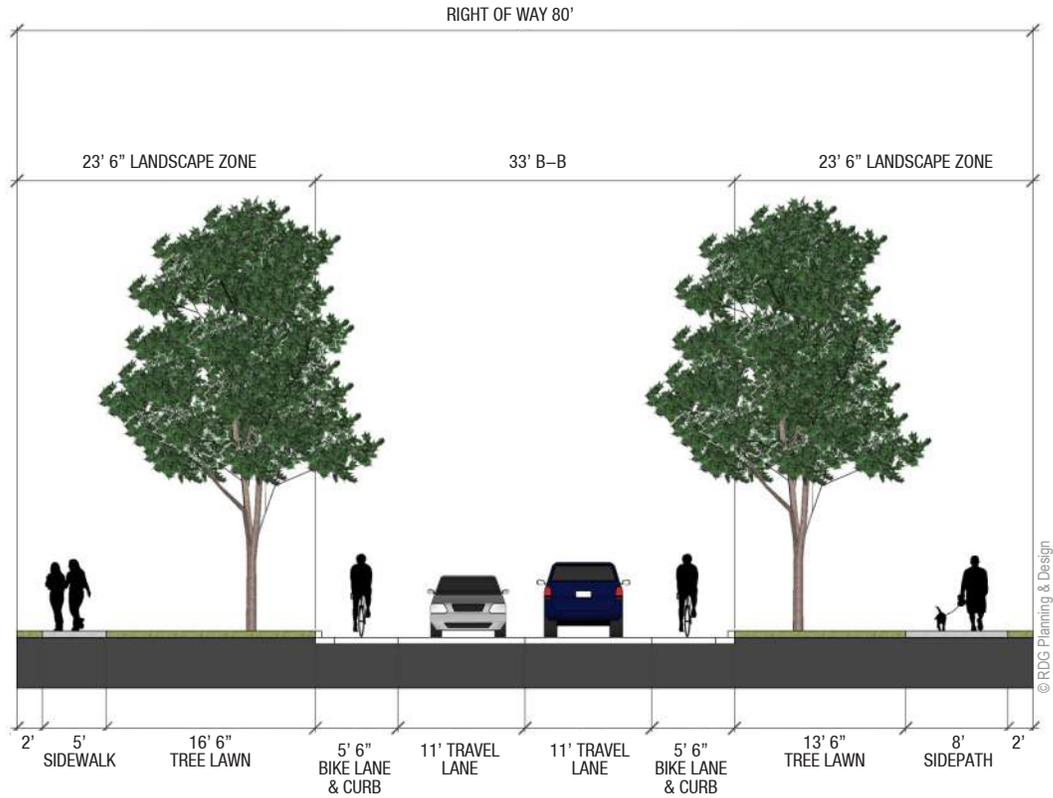 RIGHT OF WAY 80’
23’ 6” LANDSCAPE ZONE
33’ B–B
23’ 6” LANDSCAPE ZONE
© RDG Planning & Design
2’
5’
SIDEWALK
16’ 6”
TREE LAWN
5’ 6”
BIKE LANE
& CURB
11’ TRAVEL
LANE
11’ TRAVEL
LANE
5’ 6”
BIKE LANE
& CURB
13’ 6”
TREE LAWN
8’
SIDEPATH
2’